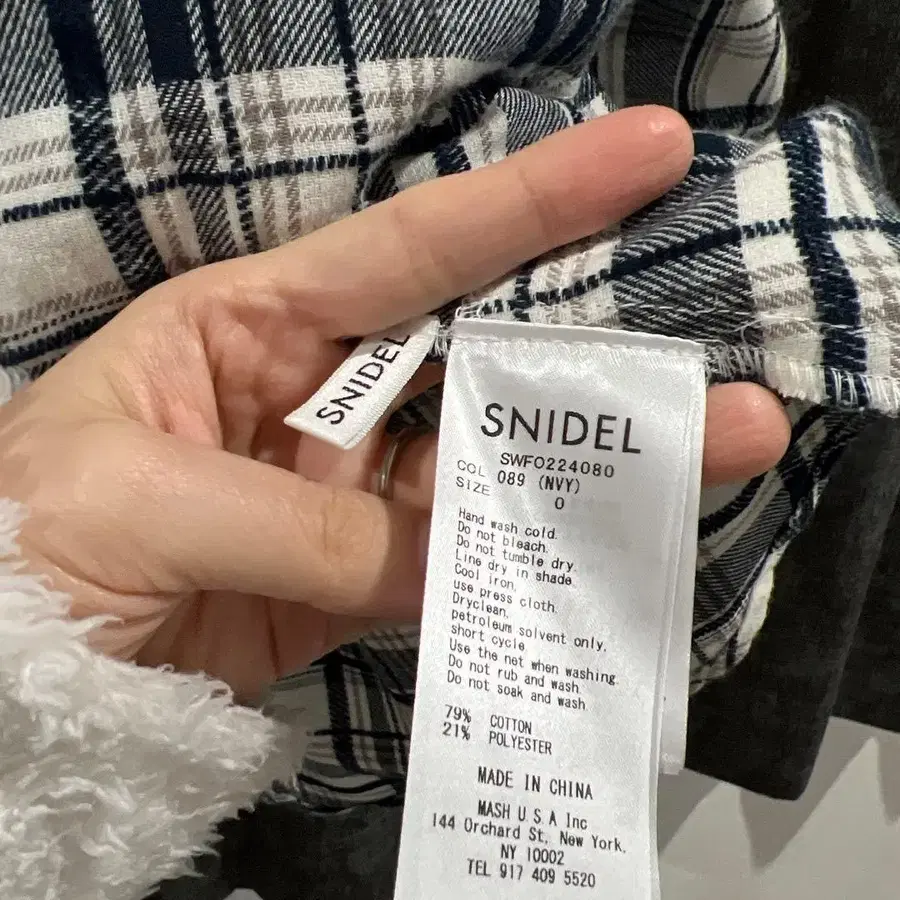 SNIDEL
SNIDEL
SWFO224080
COL 089 (NVY)
SIZE 0
Hand wash cold.
Do not bleach.
Do not tumble dry.
Line dry in shade.
Cool iron,
use press cloth.
Dryclean,
petroleum solvent only,
short cycle
Use the net when washing.
Do not rub and wash
Do not soak and wash
79% COTTON
21% POLYESTER
MADE IN CHINA
MASH U.S.A Inc
144 Orchard St, New York.
NY 10002
TEL 917 409 5520